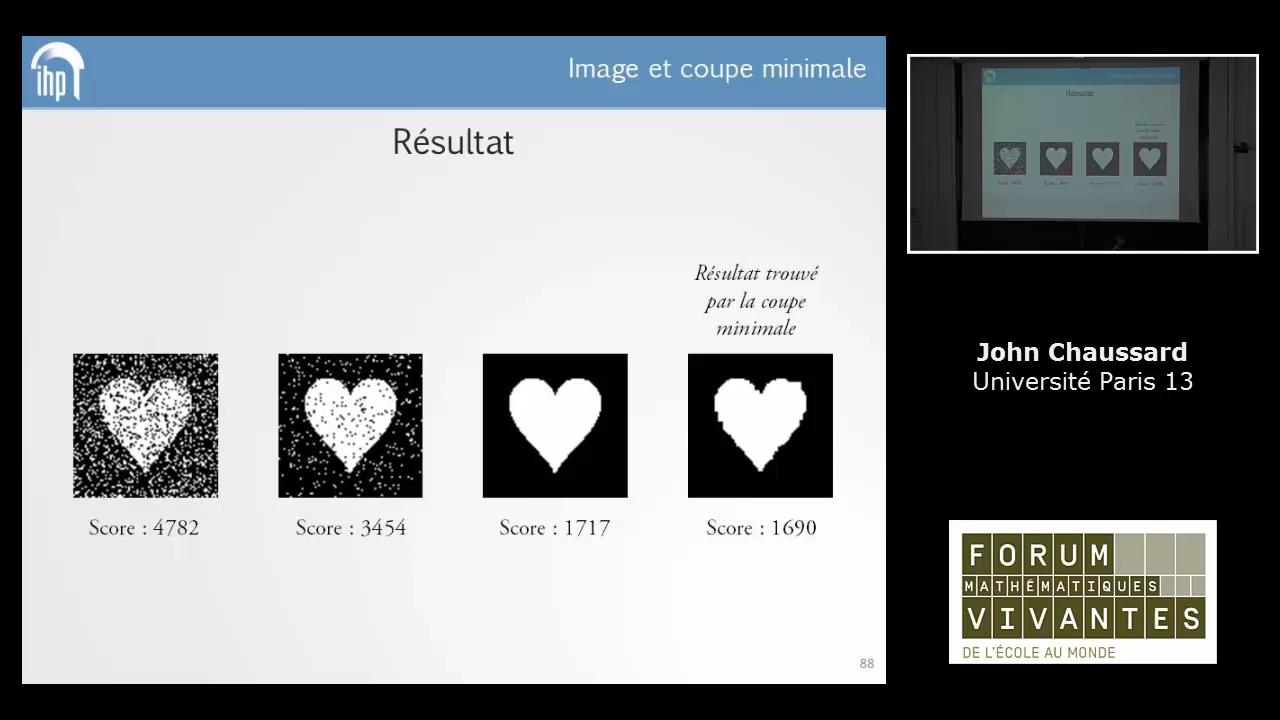 ihp
Image et coupe minimale
Résultat
Résultat trouvé
par la coupe
minimale
Score : 4782
Score : 3454
Score : 1717
Score : 1690
88
Résultat
John Chaussard
Université Paris 13
FORUM
MATHÉMATIQUES
VIVANTES
DE L'ÉCOLE AU MONDE